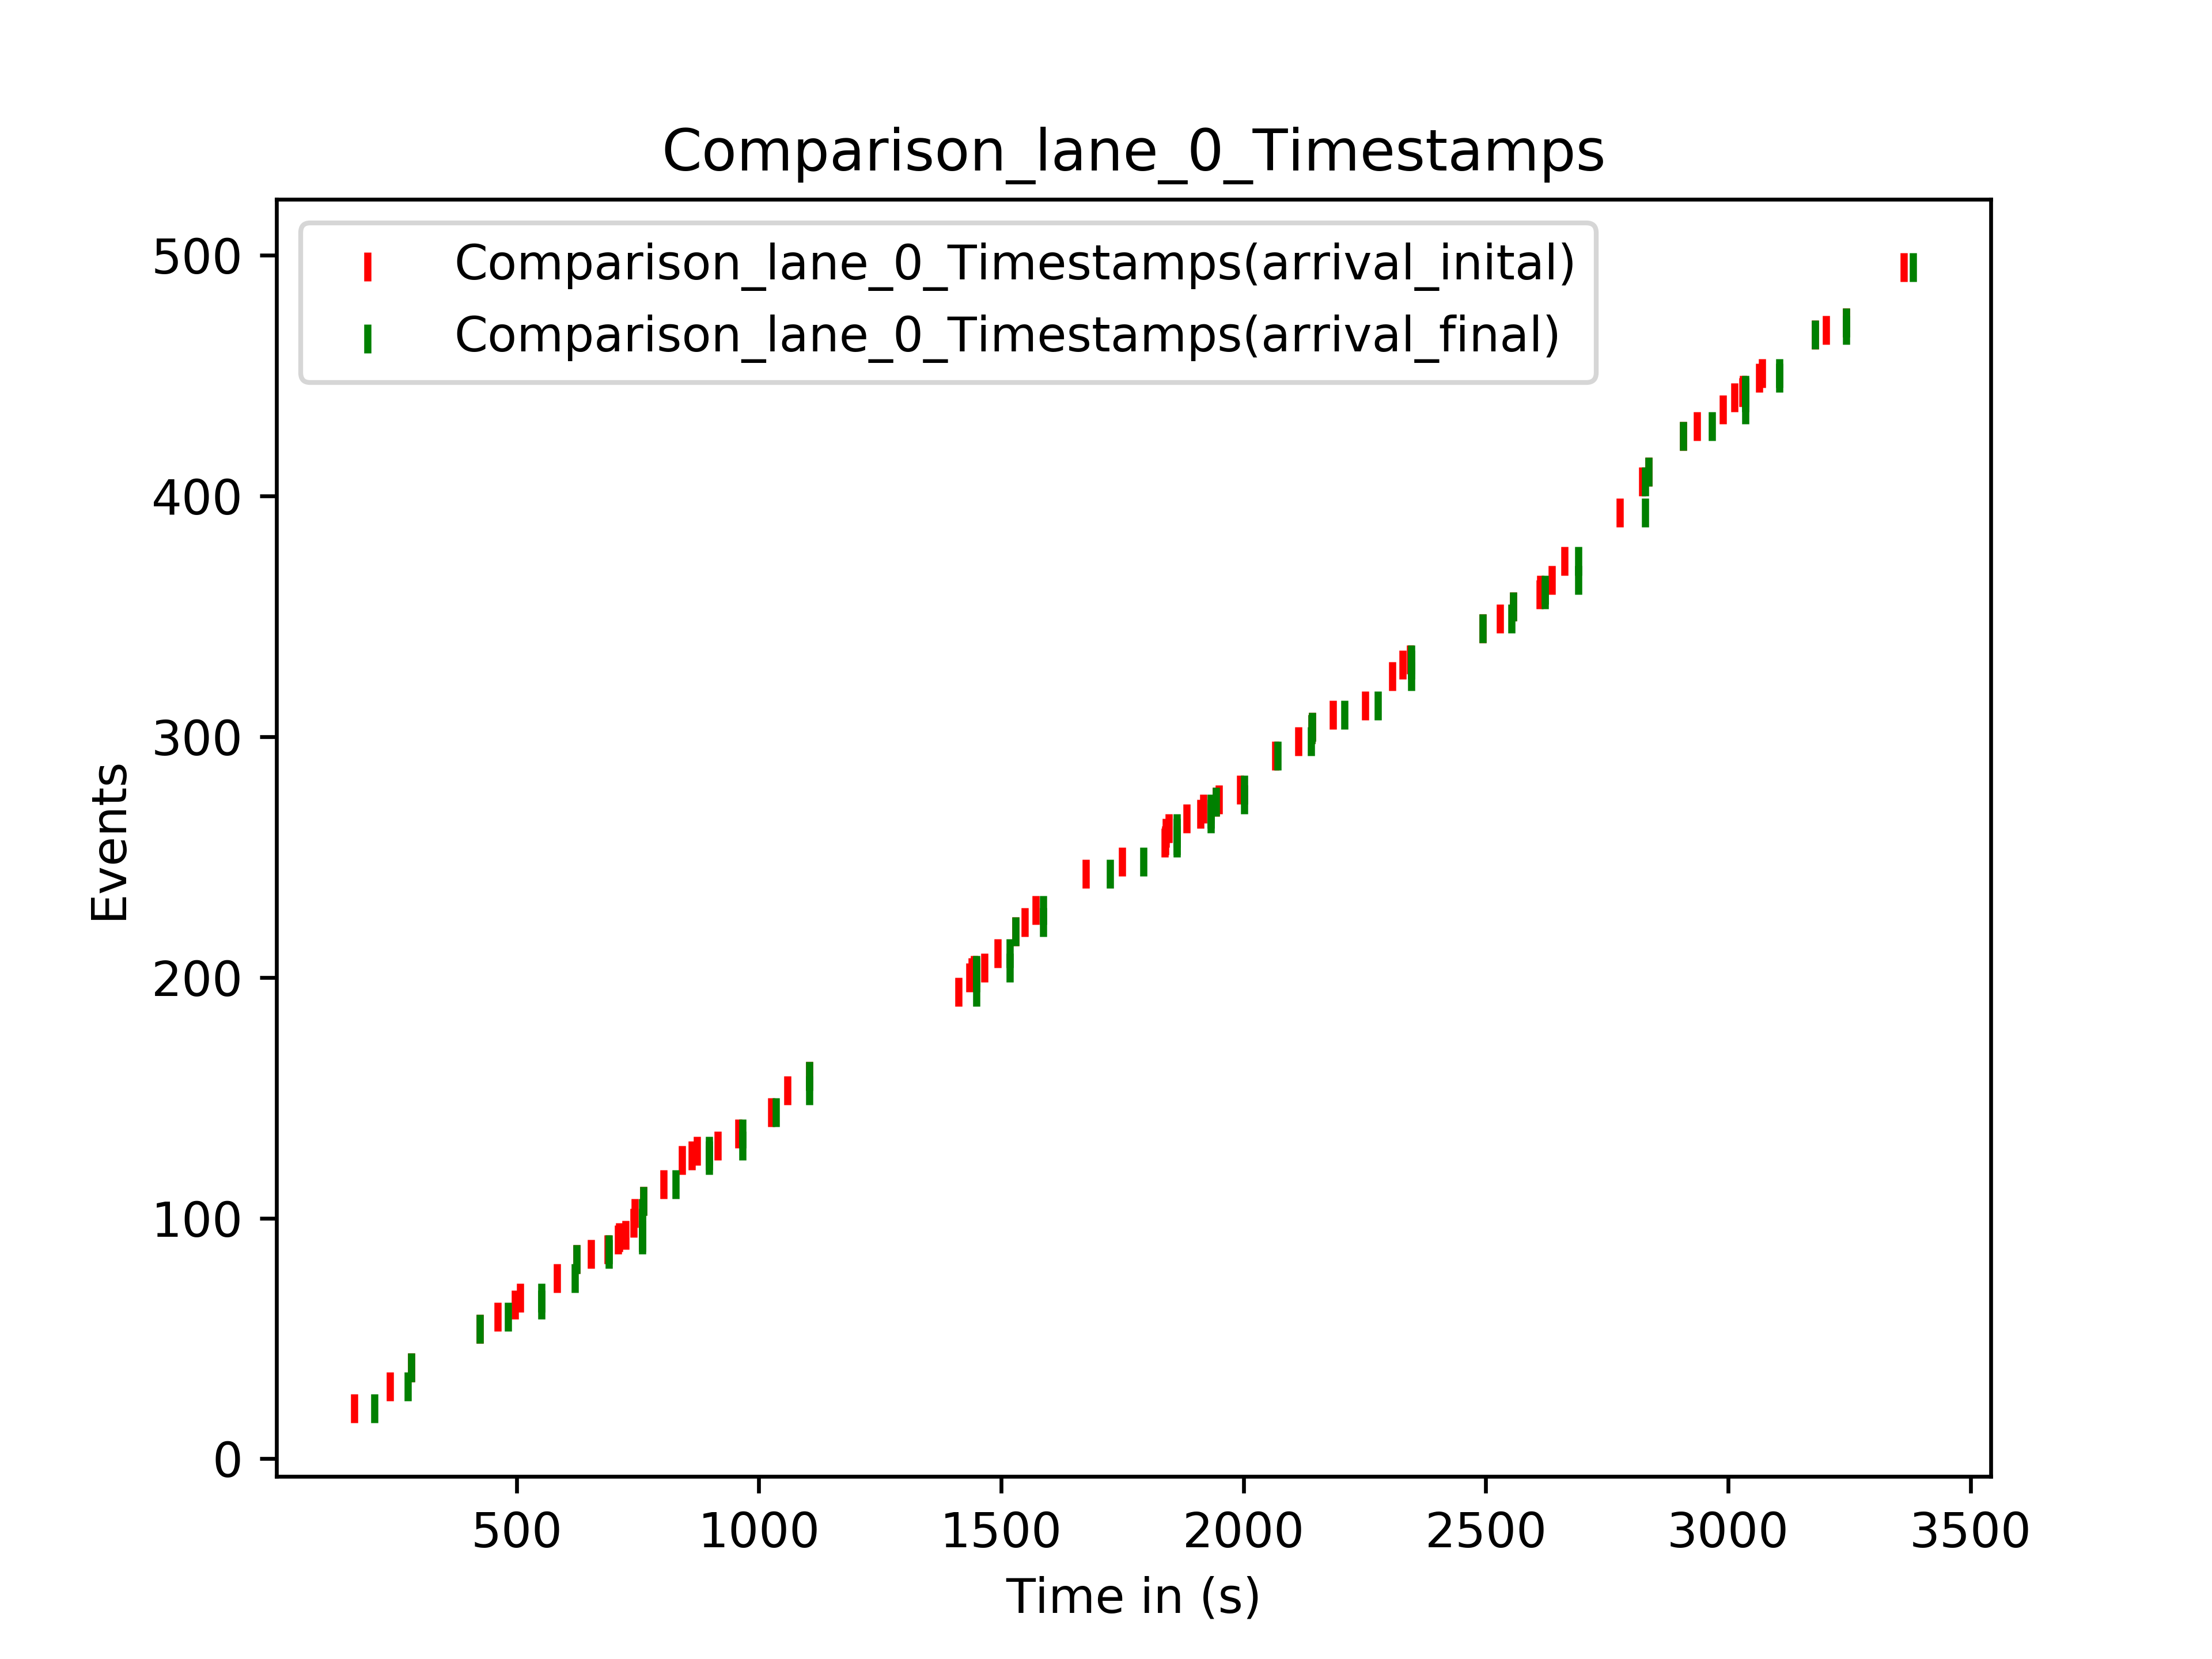 Comparison_lane_0_Timestamps
Comparison_lane_0_Timestamps(arrival_inital)
Comparison_lane_0_Timestamps(arrival_final)
500
400
300
200
100
0
Events
500 1000 1500 2000 2500 3000 3500
Time in (s)